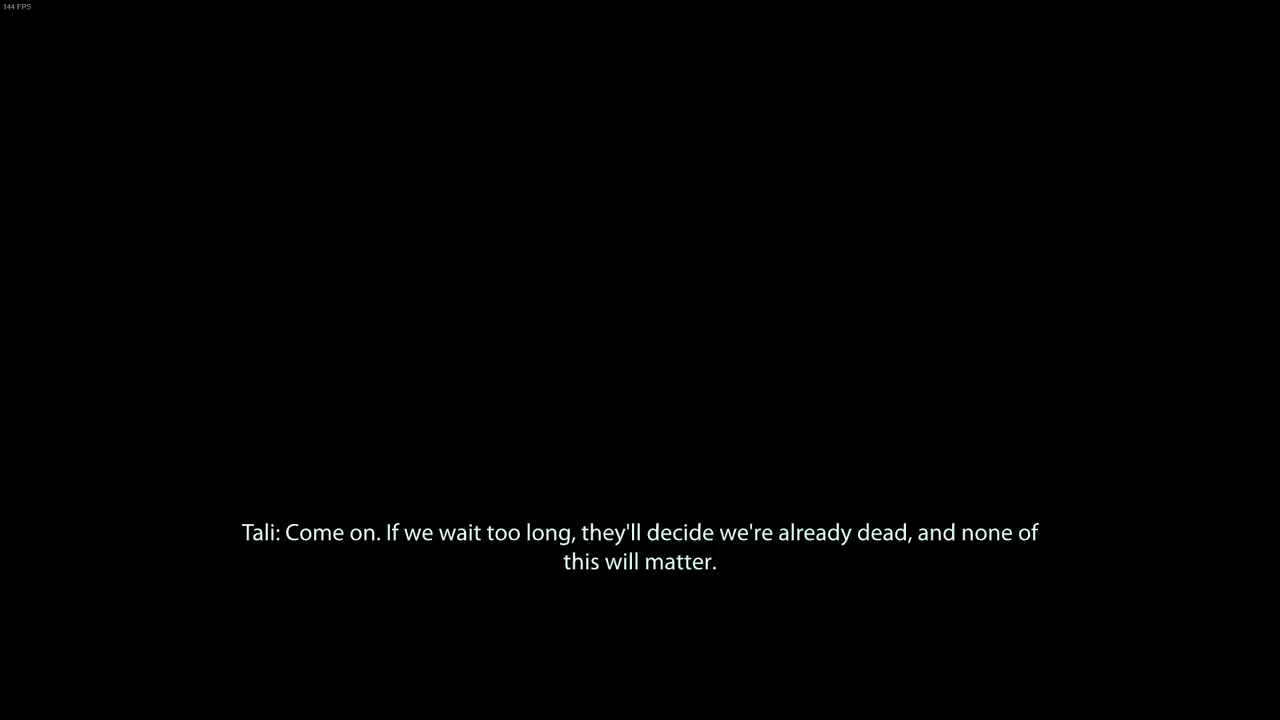 144 FPS
Tali: Come on. If we wait too long, they'll decide we're already dead, and none of
this will matter.